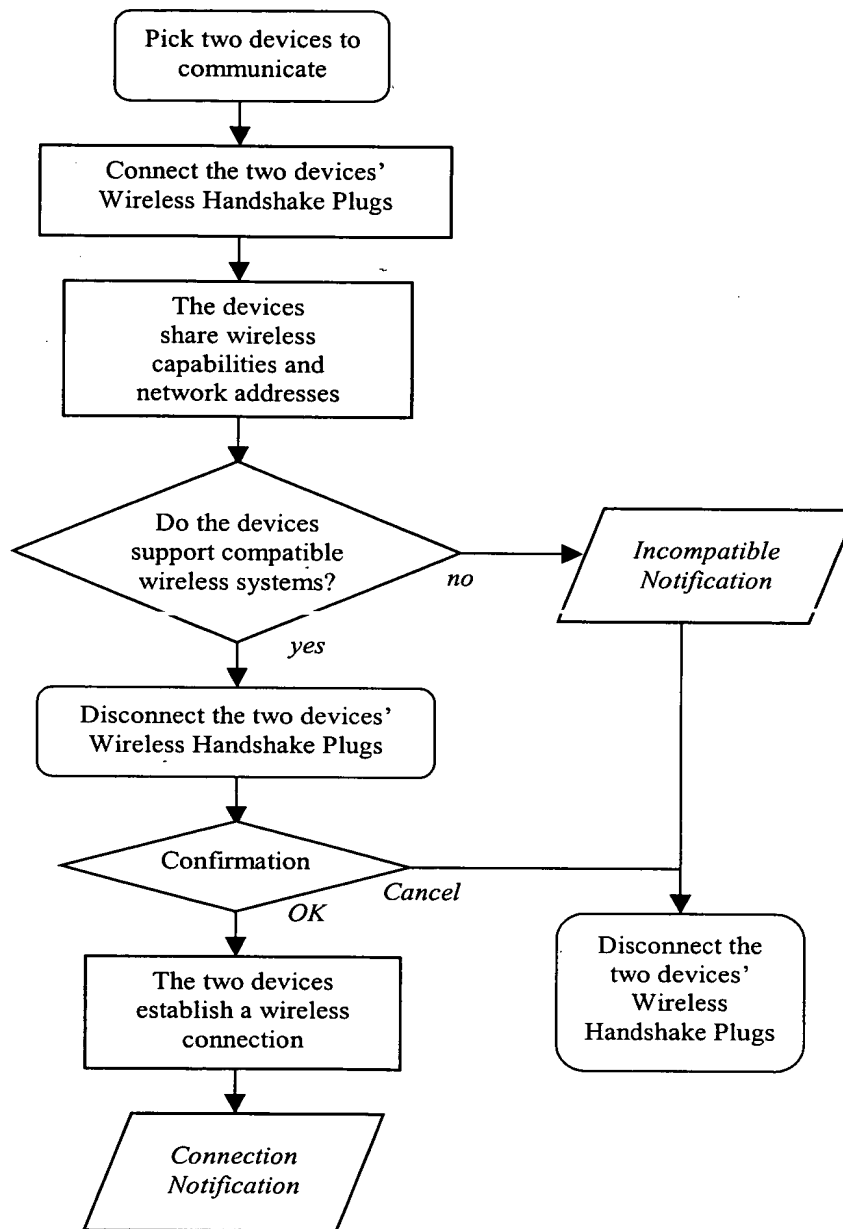 Pick two devices to
communicate
Connect the two devices’
Wireless Handshake Plugs
The devices
share wireless
capabilities and
network addresses
Do the devices
support compatible
wireless systems?
no
Incompatible
Notification
yes
Disconnect the two devices’
Wireless Handshake Plugs
Confirmation
Cancel
OK
The two devices
establish a wireless
connection
Disconnect the
two devices’
Wireless
Handshake Plugs
Connection
Notification